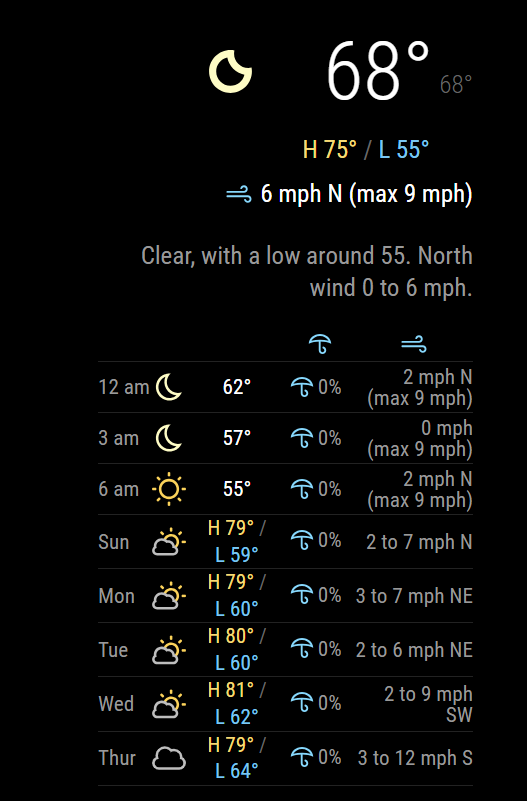 68° 68°
H 75° / L 55°
6 mph N (max 9 mph)
Clear, with a low around 55. North
wind 0 to 6 mph.
12 am 62° 0% 2 mph N
(max 9 mph)
3 am 57° 0% 0 mph
(max 9 mph)
6 am 55° 0% 2 mph N
(max 9 mph)
Sun H 79° /
L 59° 0% 2 to 7 mph N
Mon H 79° /
L 60° 0% 3 to 7 mph NE
Tue H 80° /
L 60° 0% 2 to 6 mph NE
Wed H 81° /
L 62° 0% 2 to 9 mph
SW
Thur H 79° /
L 64° 0% 3 to 12 mph S